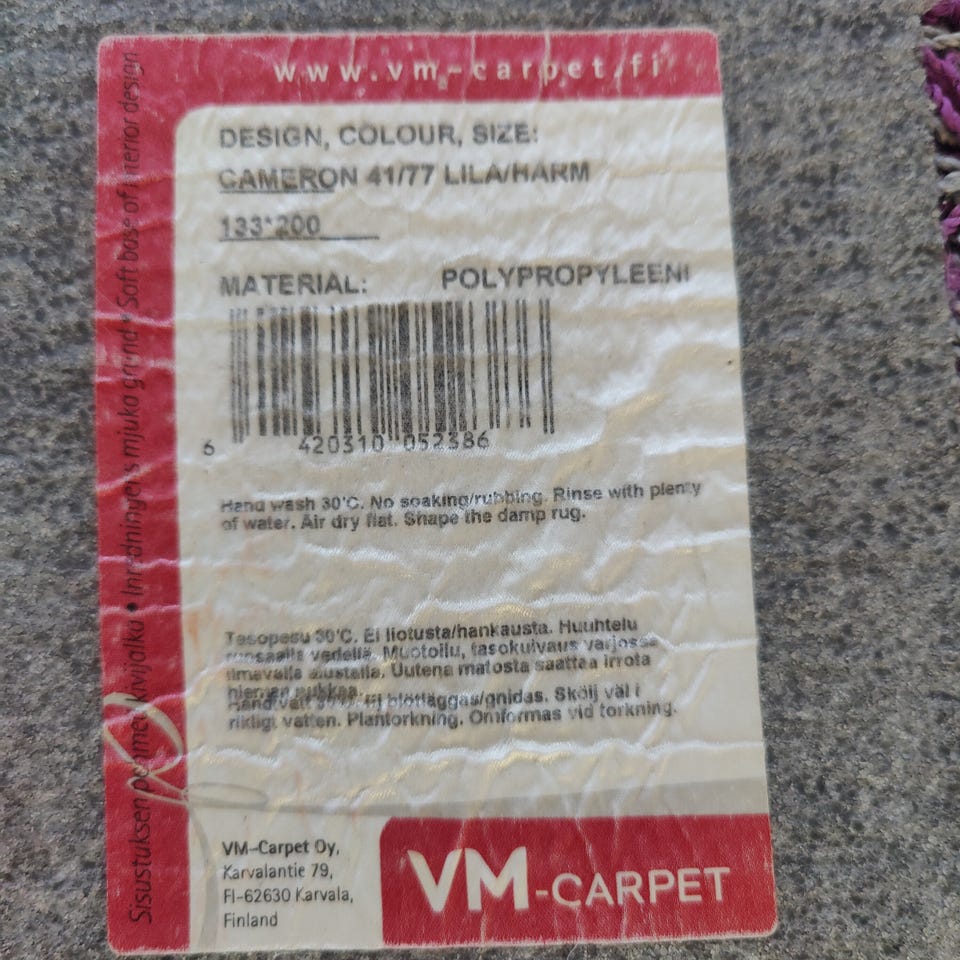 www.vm-carpet.fi
DESIGN, COLOUR, SIZE:
CAMERON 41/77 LILA/HARM
133*200
MATERIAL: POLYPROPYLEENI
6 420310 052386
Hand wash 30'C. No soaking/rubbing. Rinse with plenty
of water. Air dry flat. Shape the damp rug.
Tasopesu 30'C. Ei liotusta/hankausta. Huuhtelu
runsaalla vedellä. Muotoilu, tasokuivaus varjossa
ilmavalla alustalla. Uutena matosta saattaa irrota
hieman nukkaa.
Handtvätt Ej blötläggas/gnidas. Skölj väl i
rikligt vatten. Plantorkning. Omformas vid torkning.
Sisustuksen pehmeä kivijalka • Inredningens mjuka grund • Soft base of interior design
VM-Carpet Oy,
Karvalantie 79,
FI-62630 Karvala,
Finland
VM-CARPET